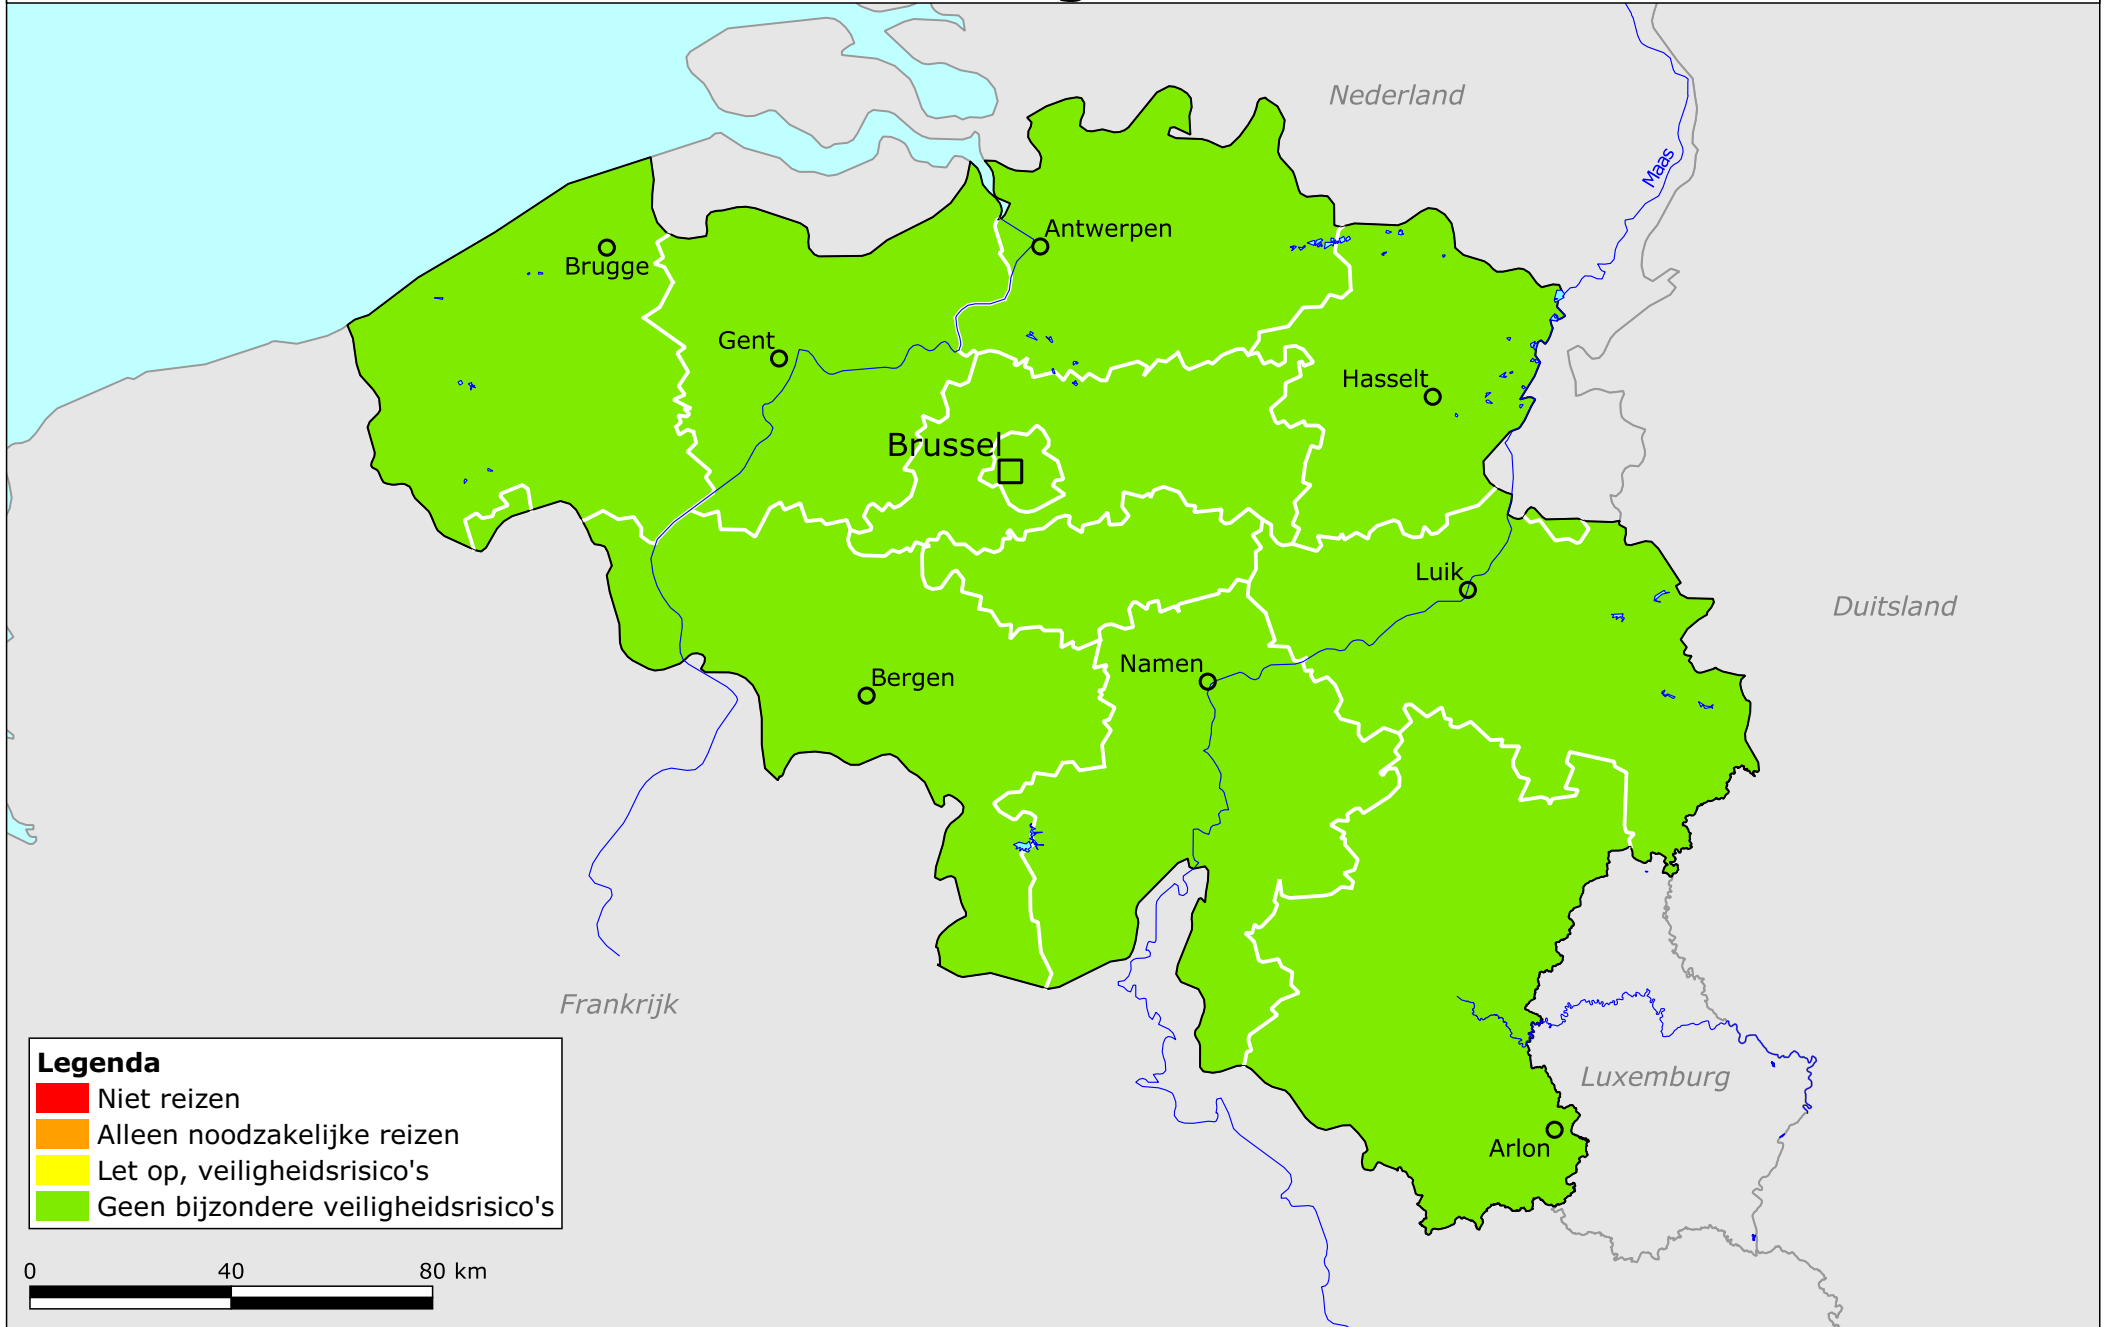 Nederland
Maas
Antwerpen
Brugge
Gent
Hasselt
Brussel
Luik
Duitsland
Namen
Bergen
Frankrijk
Luxemburg
Arlon
Legenda
Niet reizen
Alleen noodzakelijke reizen
Let op, veiligheidsrisico's
Geen bijzondere veiligheidsrisico's
0 40 80 km